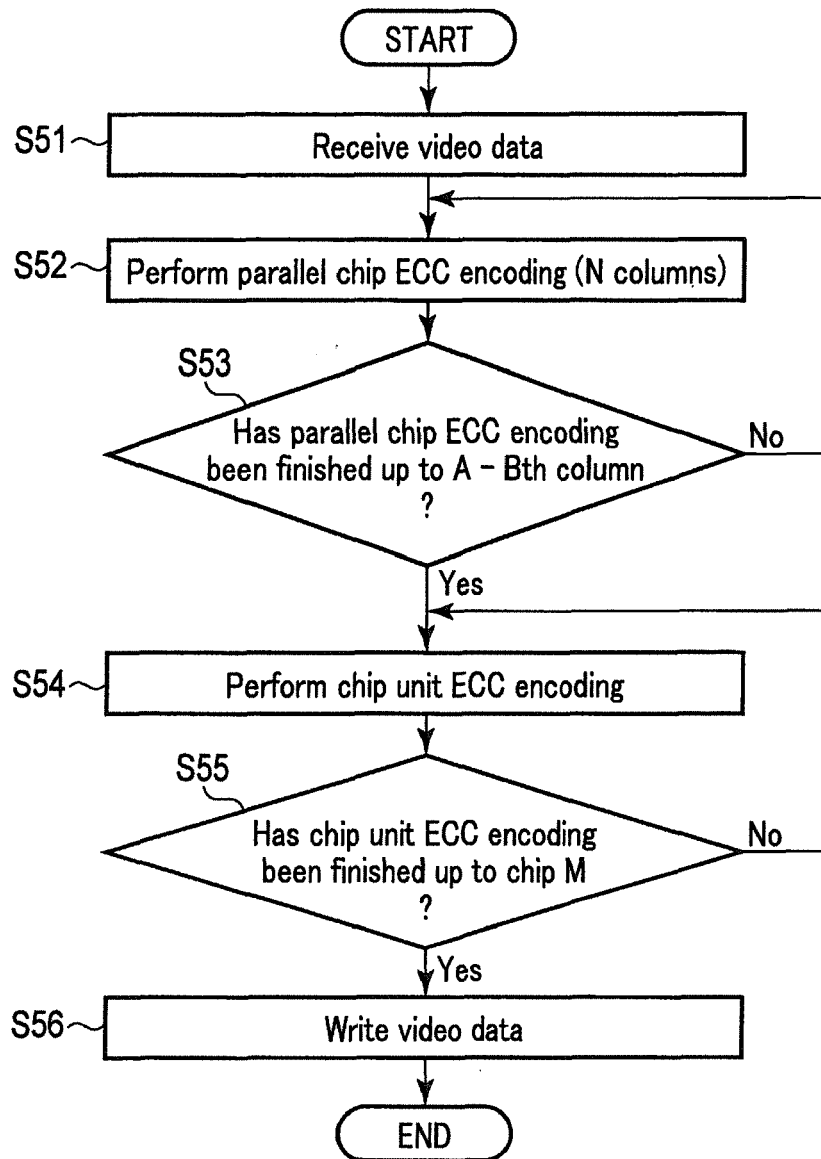 START
S51
Receive video data
S52
Perform parallel chip ECC encoding (N columns)
S53
Has parallel chip ECC encoding
been finished up to A - Bth column
?
No
Yes
S54
Perform chip unit ECC encoding
S55
Has chip unit ECC encoding
been finished up to chip M
?
No
Yes
S56
Write video data
END